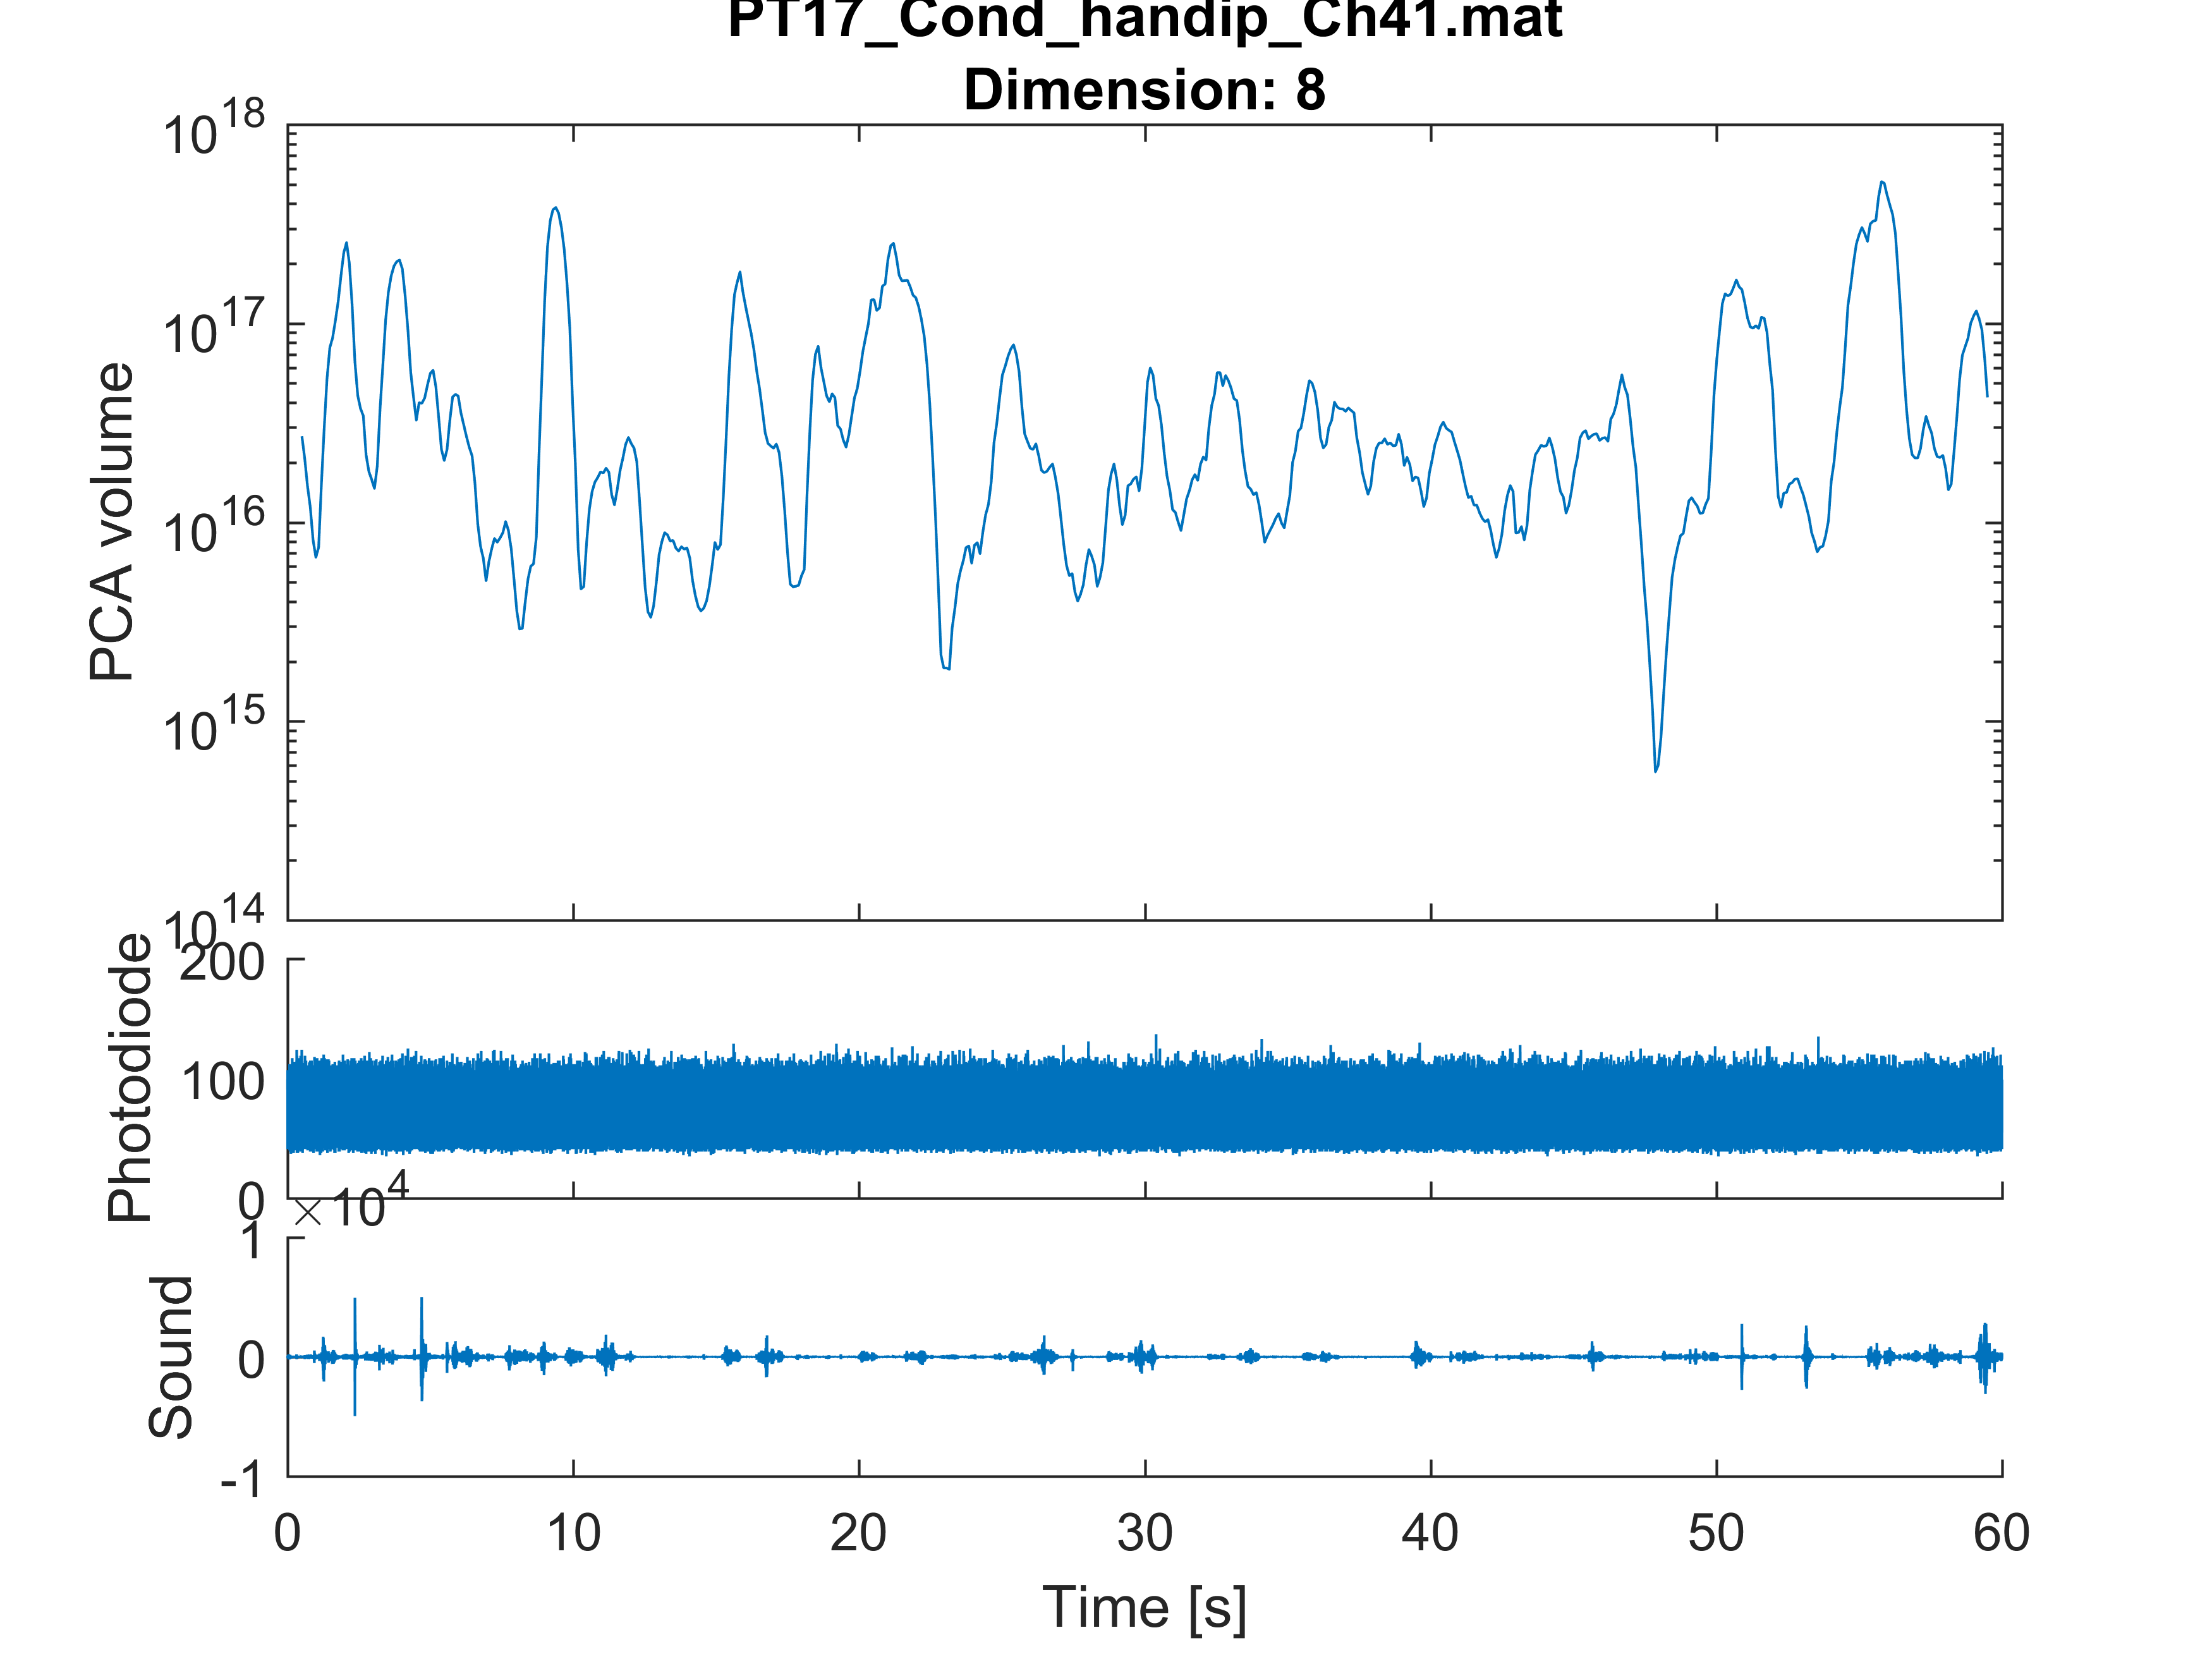 PT17_Cond_handip_Ch41.mat
Dimension: 8
10^18
10^17
10^16
10^15
10^14
PCA volume
200
100
0
Photodiode
×10^4
1
0
-1
Sound
0 10 20 30 40 50 60
Time [s]